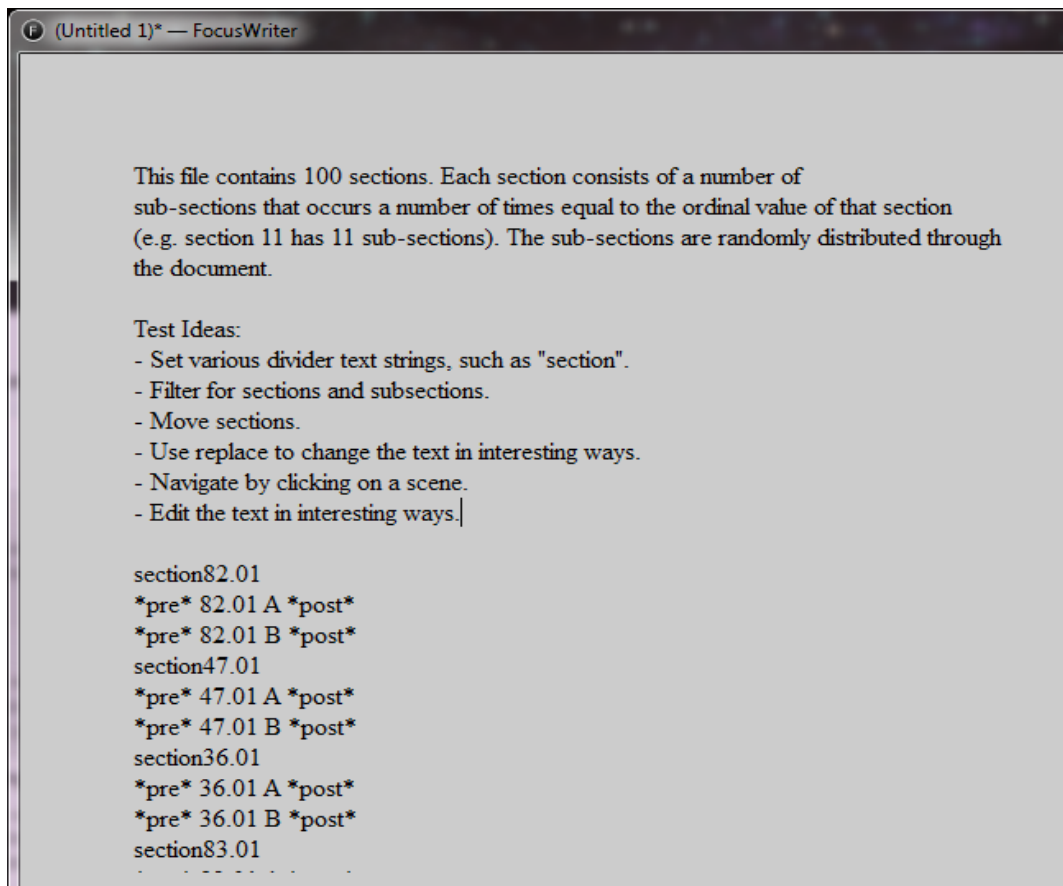 (Untitled 1)* — FocusWriter
This file contains 100 sections. Each section consists of a number of
sub-sections that occurs a number of times equal to the ordinal value of that section
(e.g. section 11 has 11 sub-sections). The sub-sections are randomly distributed through
the document.
Test Ideas:
- Set various divider text strings, such as "section".
- Filter for sections and subsections.
- Move sections.
- Use replace to change the text in interesting ways.
- Navigate by clicking on a scene.
- Edit the text in interesting ways.
section82.01
*pre* 82.01 A *post*
*pre* 82.01 B *post*
section47.01
*pre* 47.01 A *post*
*pre* 47.01 B *post*
section36.01
*pre* 36.01 A *post*
*pre* 36.01 B *post*
section83.01